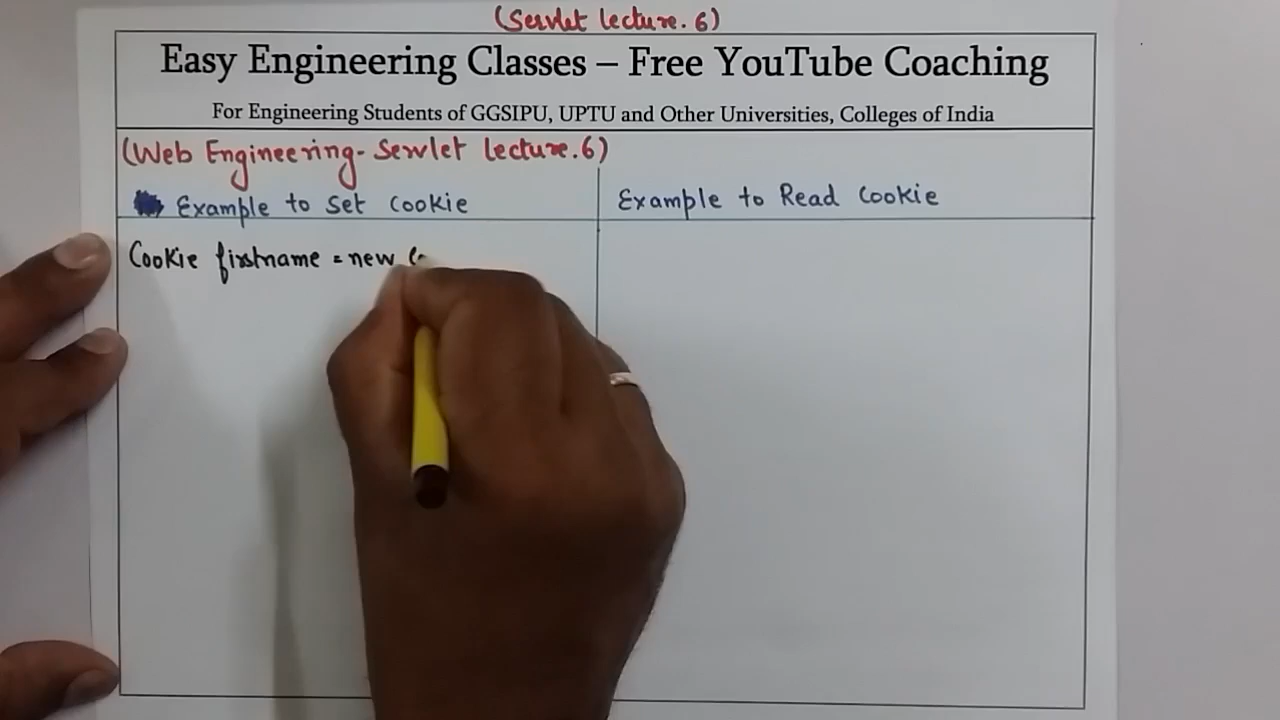 (Servlet lecture. 6)
Easy Engineering Classes – Free YouTube Coaching
For Engineering Students of GGSIPU, UPTU and Other Universities, Colleges of India
(Web Engineering- Servlet lecture.6)
Example to Set Cookie
Example to Read Cookie
Cookie firstname = new Co